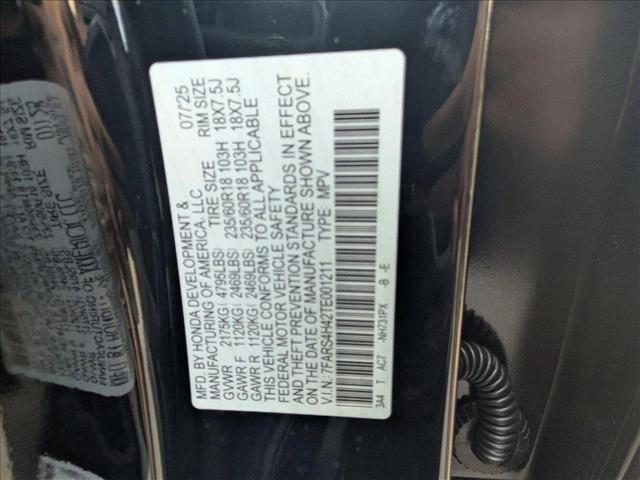 MFD. BY HONDA DEVELOPMENT & 07/'25
MANUFACTURING OF AMERICA, LLC
TIRE SIZE RIM SIZE
GVWR 2175KG( 4795LBS)
GAWR F 1120KG( 2469LBS) 235/60R18 103H 18X7.5J
GAWR R 1120KG( 2469LBS) 235/60R18 103H 18X7.5J
THIS VEHICLE CONFORMS TO ALL APPLICABLE
FEDERAL MOTOR VEHICLE SAFETY
AND THEFT PREVENTION STANDARDS IN EFFECT
ON THE DATE OF MANUFACTURE SHOWN ABOVE.
V.I.N.: 7FARS4H42TE001211 TYPE: MPV
3A4 T AC7 -NH731PX -B -E